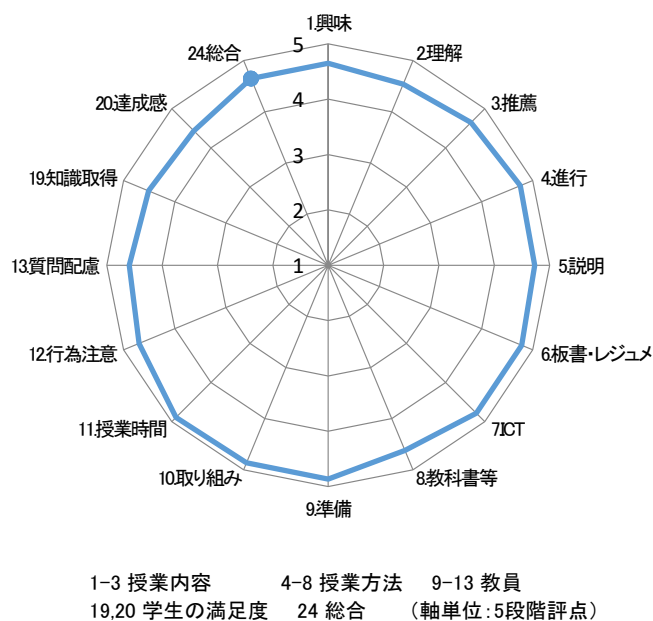 1.興味
2.理解
3.推薦
4.進行
5.説明
6.板書・レジュメ
7.ICT
8.教科書等
9.準備
10.取り組み
11.授業時間
12.行為注意
13.質問配慮
19.知識取得
20.達成感
24.総合
5
4
3
2
1
1-3 授業内容 4-8 授業方法 9-13 教員
19,20 学生の満足度 24 総合 （軸単位:5段階評点）